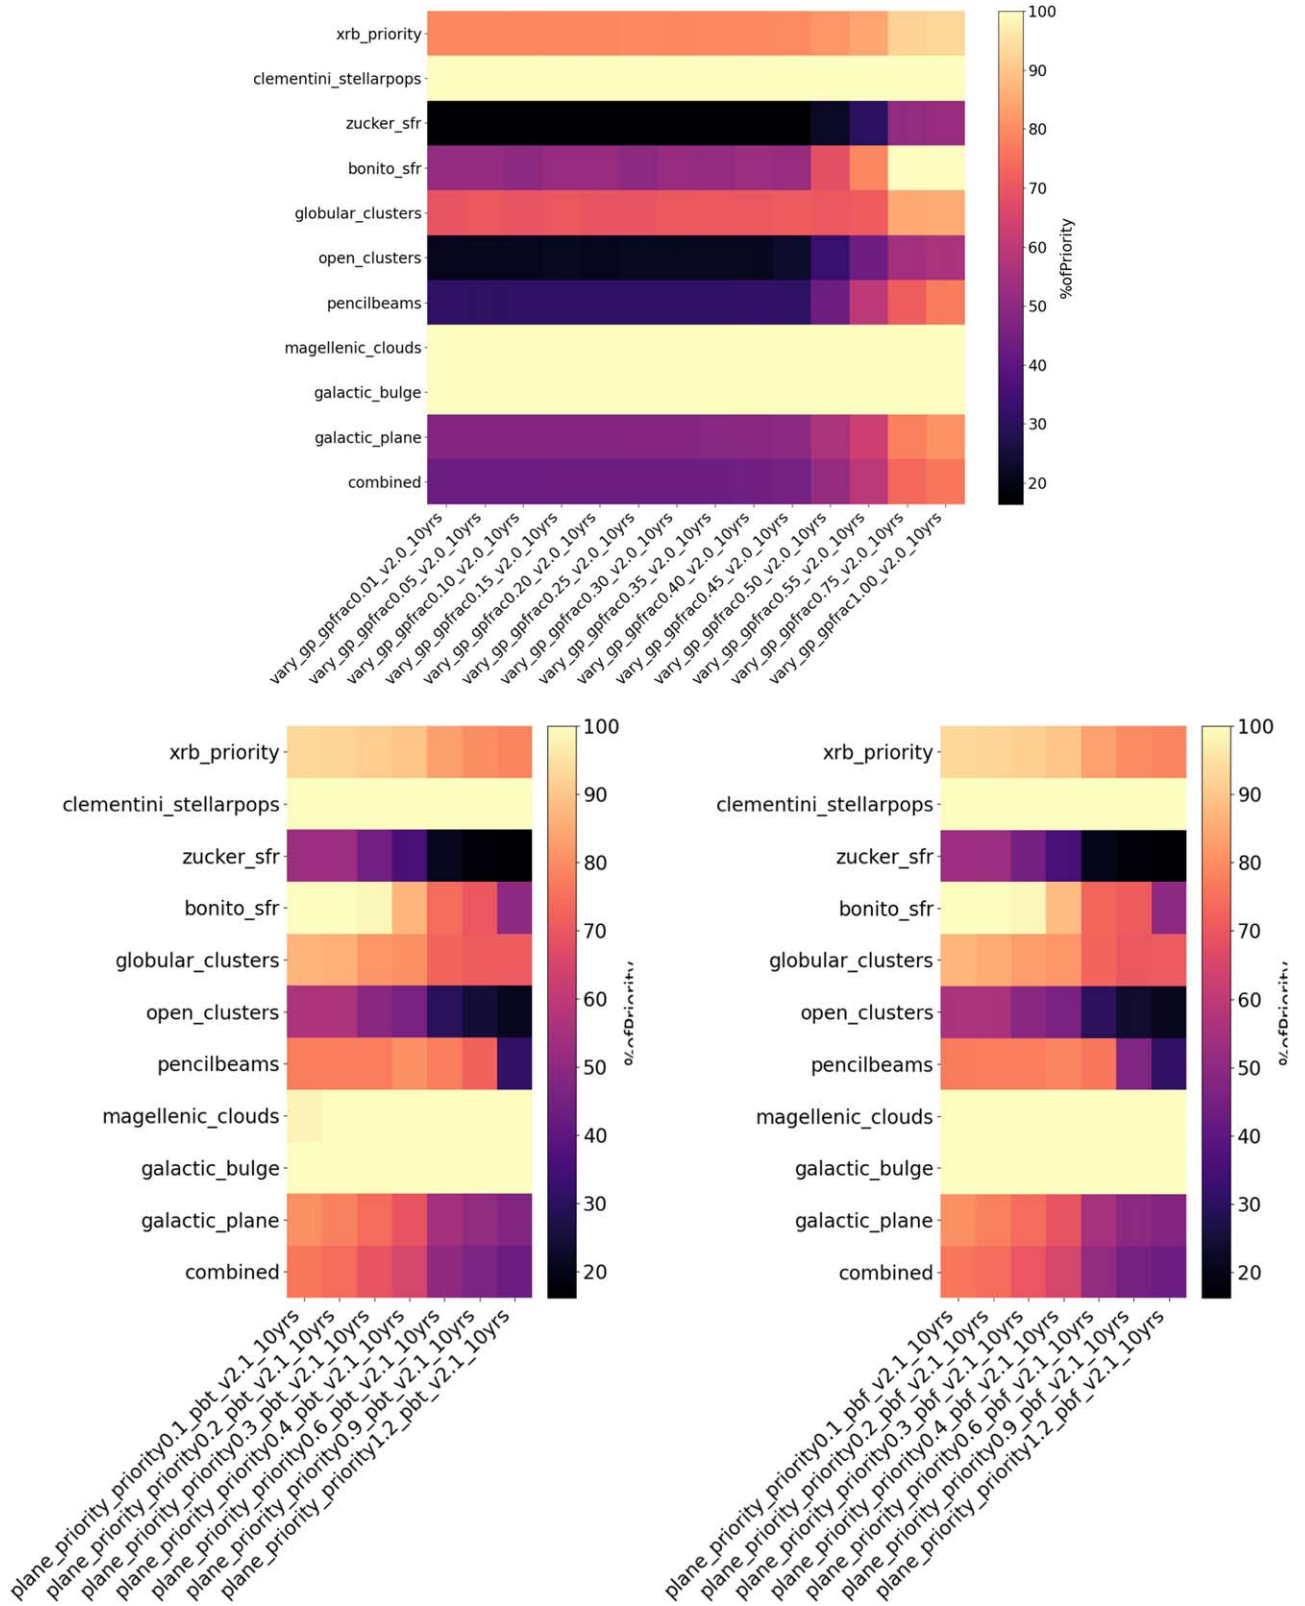 xrb_priority
clementini_stellarpops
zucker_sfr
bonito_sfr
globular_clusters
open_clusters
pencilbeams
magellenic_clouds
galactic_bulge
galactic_plane
combined
100
90
80
70
60
50
40
30
20
%ofPriority
vary_gp_gpfrac0.01_v2.0_10yrs
vary_gp_gpfrac0.05_v2.0_10yrs
vary_gp_gpfrac0.10_v2.0_10yrs
vary_gp_gpfrac0.15_v2.0_10yrs
vary_gp_gpfrac0.20_v2.0_10yrs
vary_gp_gpfrac0.25_v2.0_10yrs
vary_gp_gpfrac0.30_v2.0_10yrs
vary_gp_gpfrac0.35_v2.0_10yrs
vary_gp_gpfrac0.40_v2.0_10yrs
vary_gp_gpfrac0.45_v2.0_10yrs
vary_gp_gpfrac0.50_v2.0_10yrs
vary_gp_gpfrac0.55_v2.0_10yrs
vary_gp_gpfrac0.75_v2.0_10yrs
vary_gp_gpfrac1.00_v2.0_10yrs
xrb_priority
clementini_stellarpops
zucker_sfr
bonito_sfr
globular_clusters
open_clusters
pencilbeams
magellenic_clouds
galactic_bulge
galactic_plane
combined
100
90
80
70
60
50
40
30
20
%ofPriority
plane_priority_priority0.1_pbt_v2.1_10yrs
plane_priority_priority0.2_pbt_v2.1_10yrs
plane_priority_priority0.3_pbt_v2.1_10yrs
plane_priority_priority0.4_pbt_v2.1_10yrs
plane_priority_priority0.6_pbt_v2.1_10yrs
plane_priority_priority0.9_pbt_v2.1_10yrs
plane_priority_priority1.2_pbt_v2.1_10yrs
xrb_priority
clementini_stellarpops
zucker_sfr
bonito_sfr
globular_clusters
open_clusters
pencilbeams
magellenic_clouds
galactic_bulge
galactic_plane
combined
100
90
80
70
60
50
40
30
20
%ofPriority
plane_priority_priority0.1_pbf_v2.1_10yrs
plane_priority_priority0.2_pbf_v2.1_10yrs
plane_priority_priority0.3_pbf_v2.1_10yrs
plane_priority_priority0.4_pbf_v2.1_10yrs
plane_priority_priority0.6_pbf_v2.1_10yrs
plane_priority_priority0.9_pbf_v2.1_10yrs
plane_priority_priority1.2_pbf_v2.1_10yrs